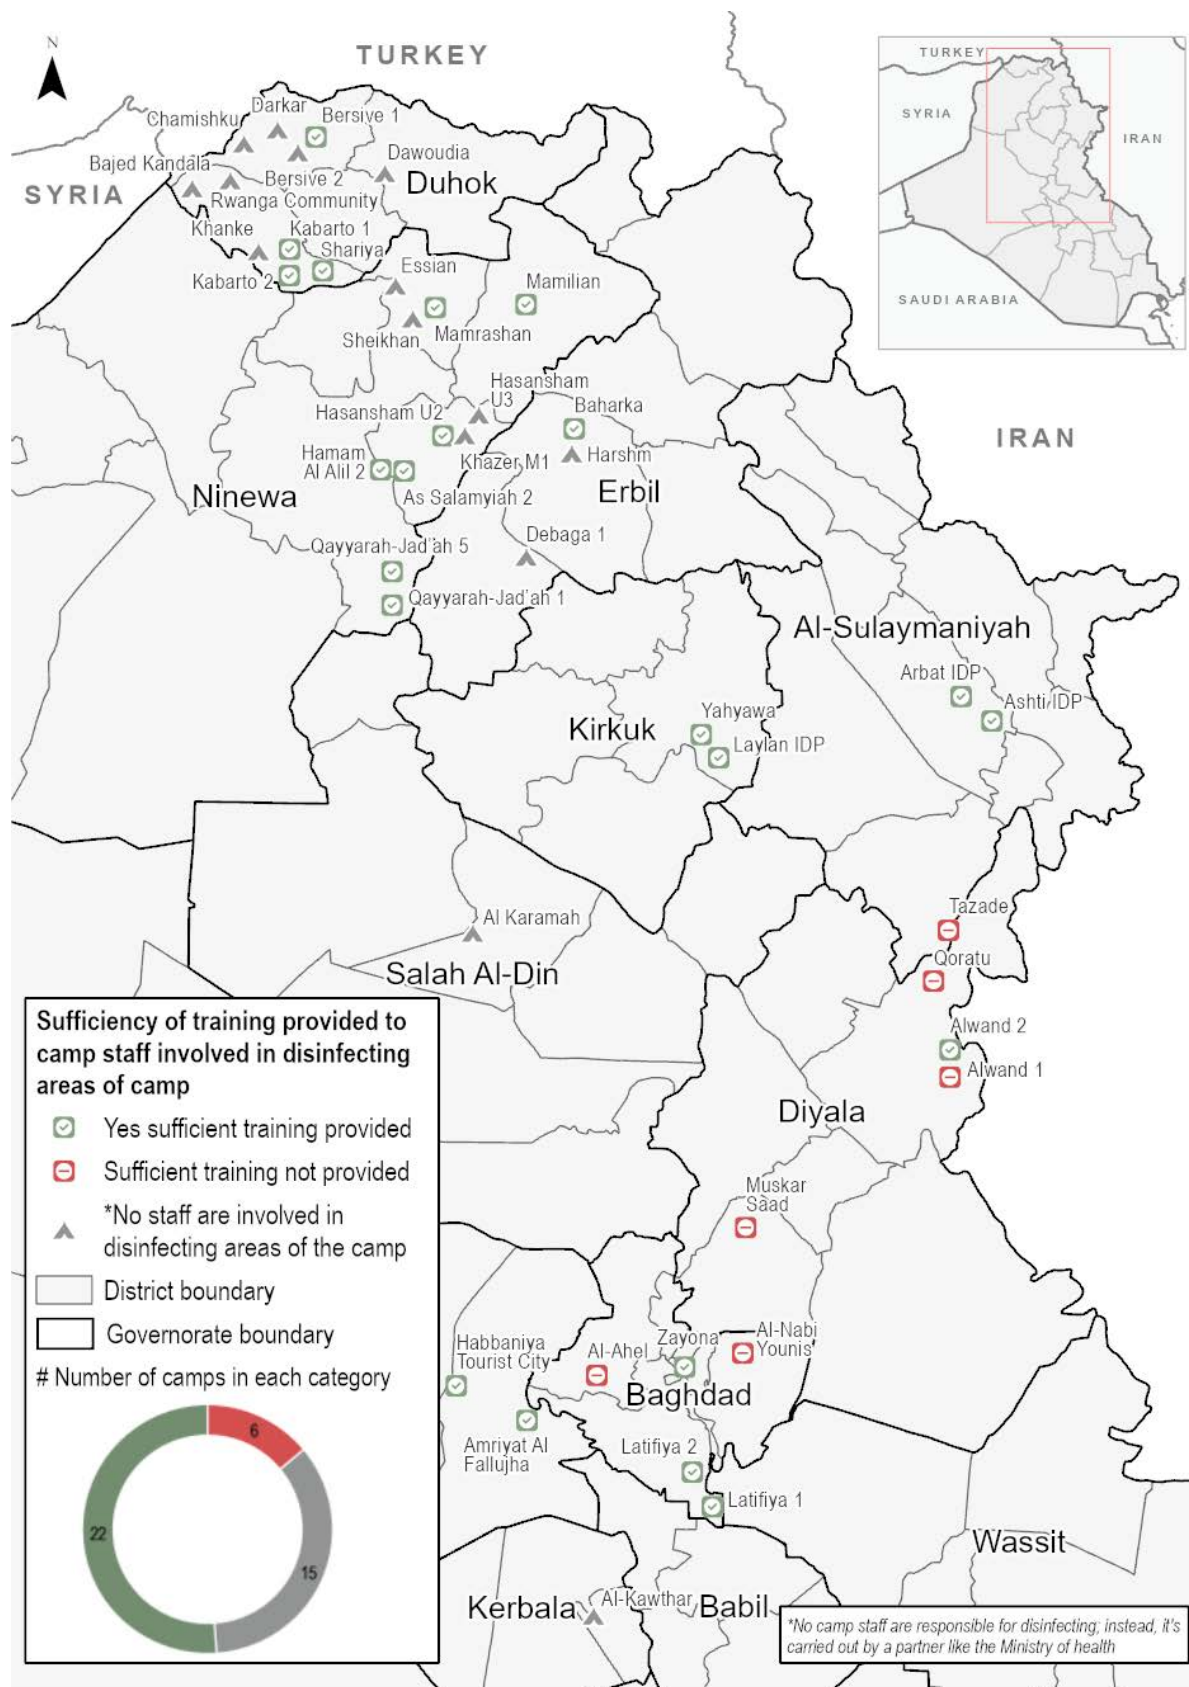 N
TURKEY
TURKEY
SYRIA
IRAN
SAUDI ARABIA
Darkar
Chamishku
Bersive 1
Bajed Kandala
Dawoudia
Bersive 2
Duhok
SYRIA
Rwanga Community
Khanke
Kabarto 1
Shariya
Kabarto 2
Essian
Mamilian
Sheikhan
Mamrashan
Hasansham
U3
Hasansham U2
Baharka
IRAN
Hamam
Al Alil 2
Khazer M1
Harshm
Ninewa
As Salamyiah 2
Erbil
Debaga 1
Qayyarah-Jad'ah 5
Qayyarah-Jad'ah 1
Al-Sulaymaniyah
Arbat IDP
Ashti IDP
Yahyawa
Kirkuk
Laylan IDP
Tazade
Al Karamah
Qoratu
Salah Al-Din
Alwand 2
Alwand 1
Diyala
Muskar
Saad
Habbaniya
Tourist City
Al-Ahel
Zayona
Al-Nabi
Younis
Baghdad
Amriyat Al
Fallujha
Latifiya 2
Latifiya 1
Wassit
Kerbala
Al-Kawthar
Babil
Sufficiency of training provided to
camp staff involved in disinfecting
areas of camp
Yes sufficient training provided
Sufficient training not provided
*No staff are involved in
disinfecting areas of the camp
District boundary
Governorate boundary
# Number of camps in each category
6
22
15
*No camp staff are responsible for disinfecting; instead, it's
carried out by a partner like the Ministry of health